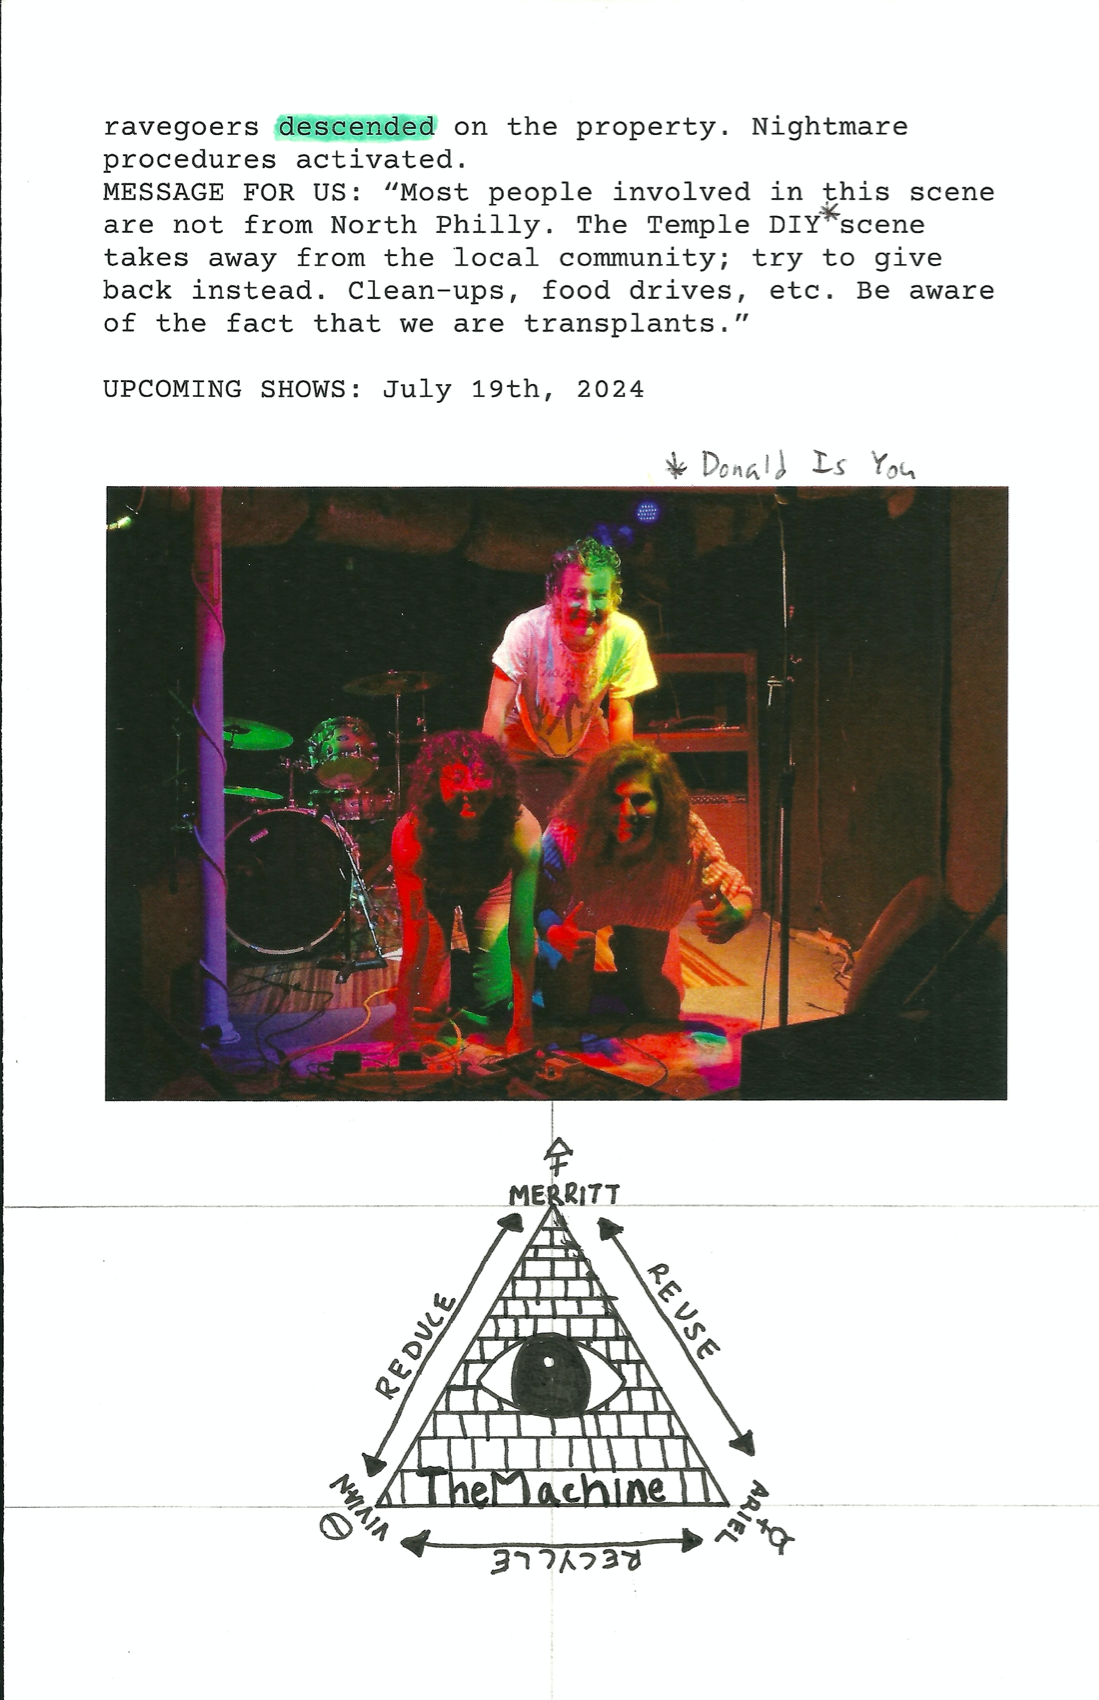 ravegoers descended on the property. Nightmare
procedures activated.
MESSAGE FOR US: “Most people involved in this scene
are not from North Philly. The Temple DIY*scene
takes away from the local community; try to give
back instead. Clean-ups, food drives, etc. Be aware
of the fact that we are transplants.”
UPCOMING SHOWS: July 19th, 2024
* Donald Is You
MERRITT
REDUCE
REUSE
TheMachine
VIVIAN
ARIEL
RECYCLE